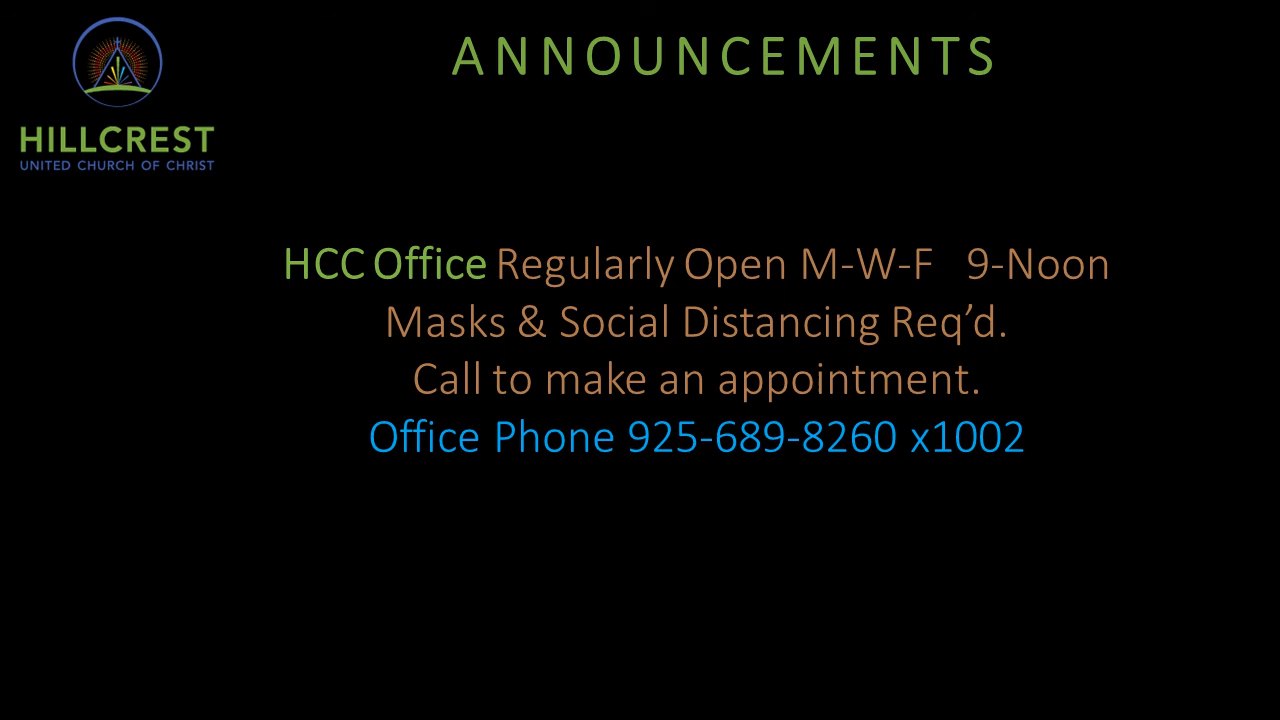 ANNOUNCEMENTS
HILLCREST
UNITED CHURCH OF CHRIST
HCC Office Regularly Open M-W-F   9-Noon
Masks & Social Distancing Req’d.
Call to make an appointment.
Office Phone 925-689-8260 x1002